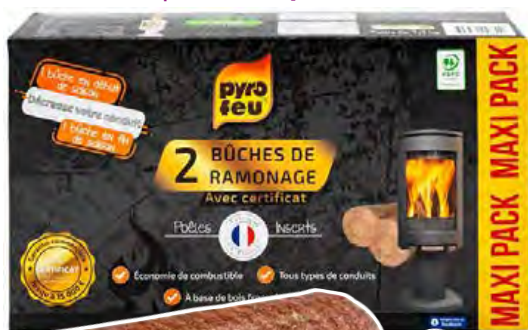 1 bûche en début
de saison
Décrasse votre conduit
1 bûche en fin
de saison
pyro
feu
2 BÛCHES DE
RAMONAGE
Avec certificat
Poêles Inserts
CERTIFICAT
Économie de combustible
Tous types de conduits
A base de bois
MAXI PACK MAXI PACK